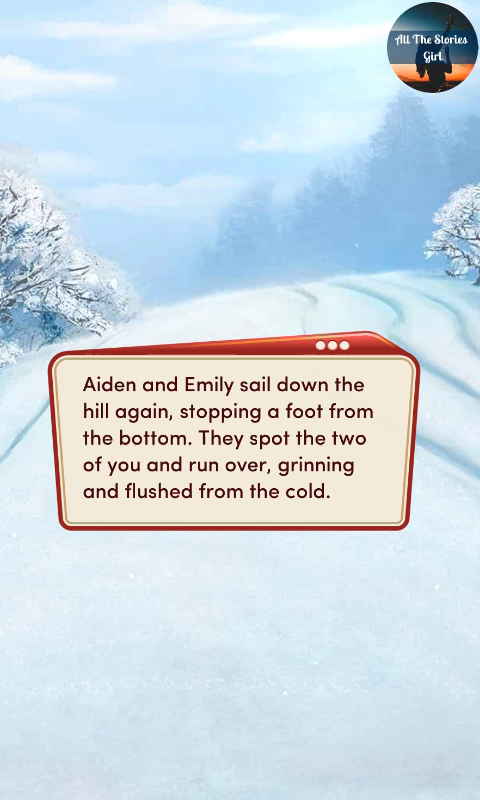 All The Stories
Girl
Aiden and Emily sail down the
hill again, stopping a foot from
the bottom. They spot the two
of you and run over, grinning
and flushed from the cold.